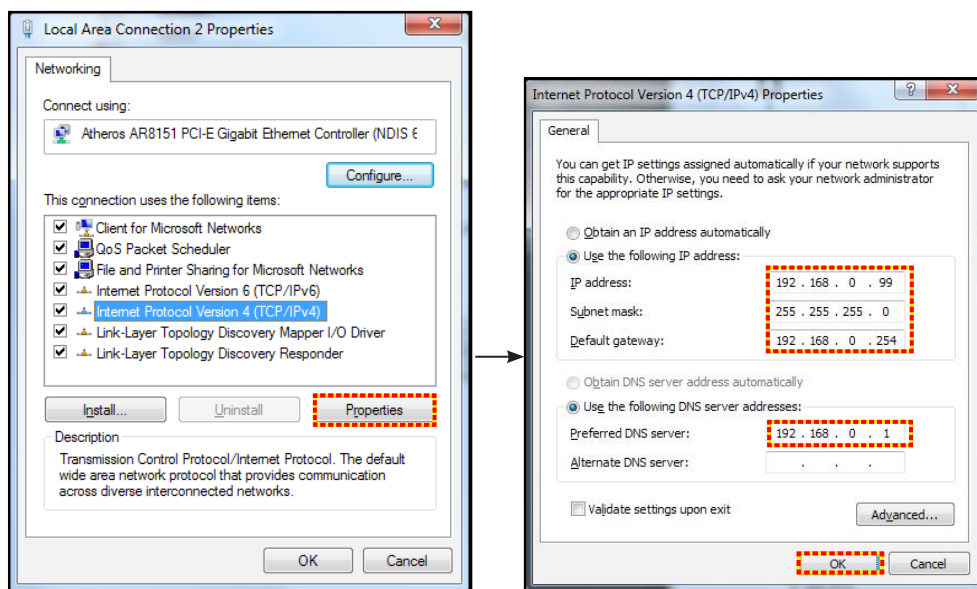 Local Area Connection 2 Properties
Networking
Connect using:
Atheros AR8151 PCI-E Gigabit Ethernet Controller (NDIS 6
Configure...
This connection uses the following items:
Client for Microsoft Networks
QoS Packet Scheduler
File and Printer Sharing for Microsoft Networks
Internet Protocol Version 6 (TCP/IPv6)
Internet Protocol Version 4 (TCP/IPv4)
Link-Layer Topology Discovery Mapper I/O Driver
Link-Layer Topology Discovery Responder
Install...
Uninstall
Properties
Description
Transmission Control Protocol/Internet Protocol. The default
wide area network protocol that provides communication
across diverse interconnected networks.
OK
Cancel
Internet Protocol Version 4 (TCP/IPv4) Properties
General
You can get IP settings assigned automatically if your network supports
this capability. Otherwise, you need to ask your network administrator
for the appropriate IP settings.
Obtain an IP address automatically
Use the following IP address:
IP address: 192 . 168 . 0 . 99
Subnet mask: 255 . 255 . 255 . 0
Default gateway: 192 . 168 . 0 . 254
Obtain DNS server address automatically
Use the following DNS server addresses:
Preferred DNS server: 192 . 168 . 0 . 1
Alternate DNS server: . . .
Validate settings upon exit
Advanced...
OK
Cancel